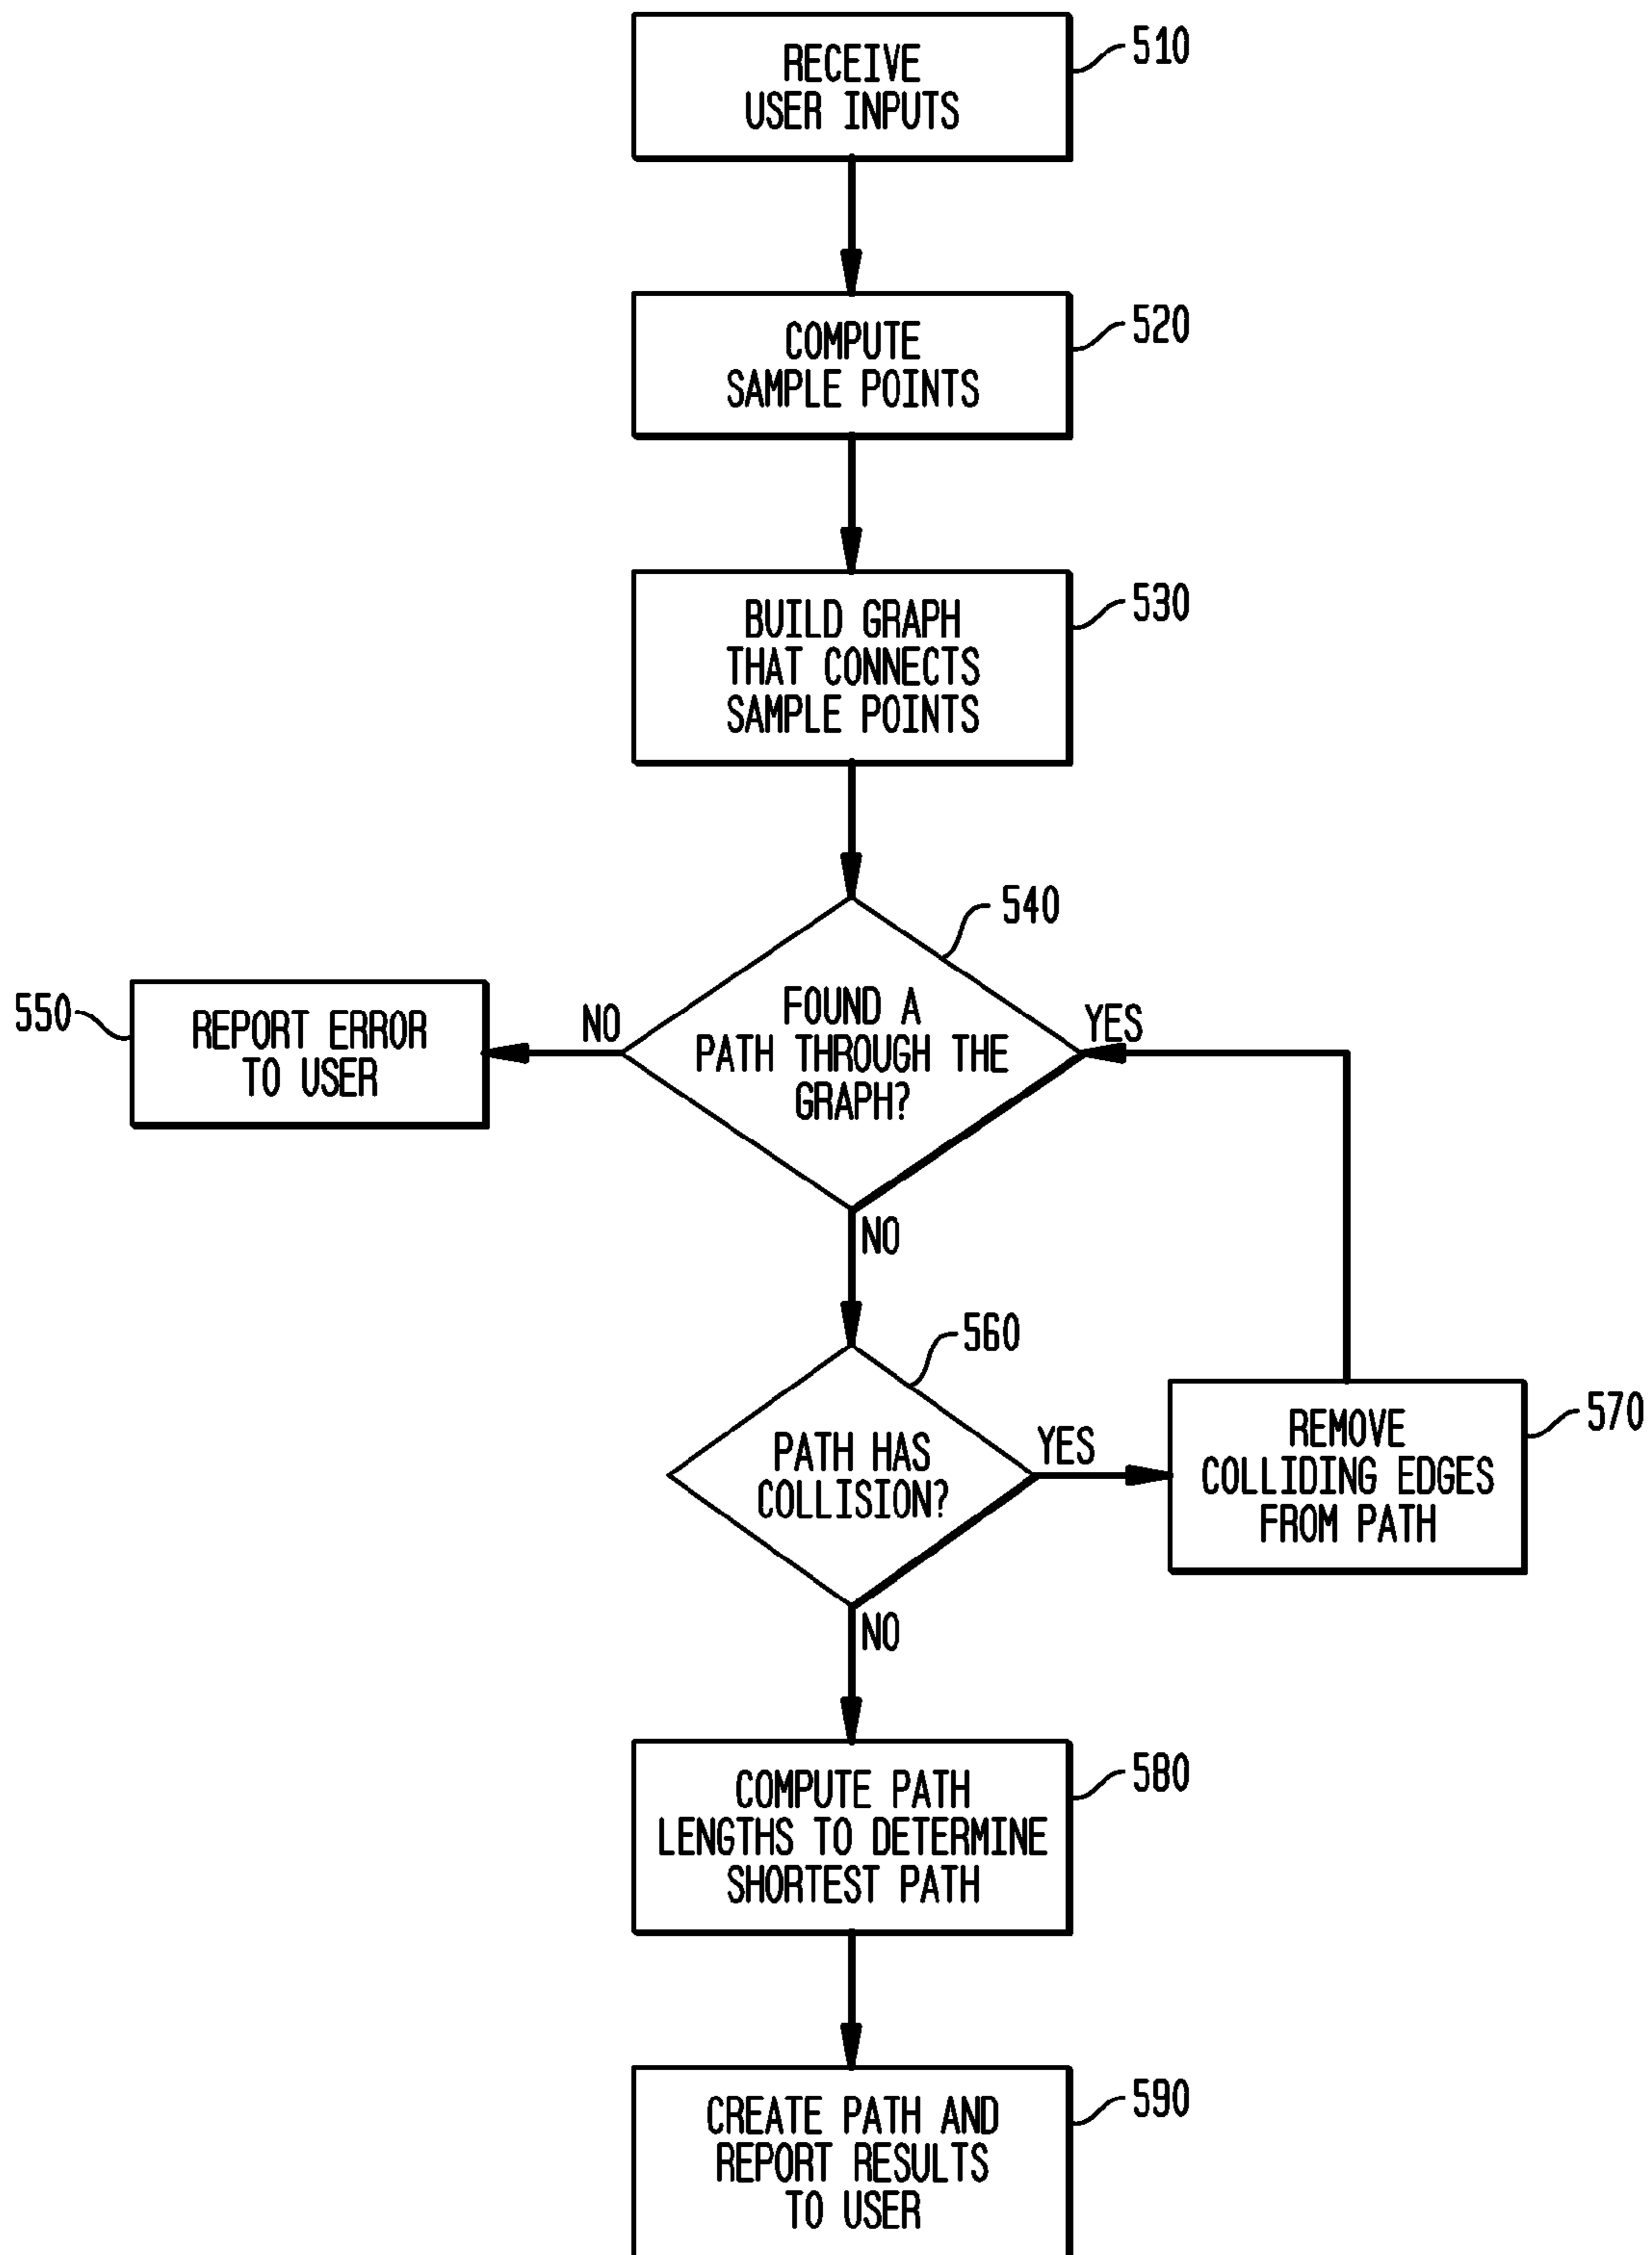 RECEIVE
USER INPUTS
510
COMPUTE
SAMPLE POINTS
520
BUILD GRAPH
THAT CONNECTS
SAMPLE POINTS
530
540
FOUND A
PATH THROUGH THE
GRAPH?
NO
YES
550
REPORT ERROR
TO USER
NO
560
PATH HAS
COLLISION?
YES
570
REMOVE
COLLIDING EDGES
FROM PATH
NO
COMPUTE PATH
LENGTHS TO DETERMINE
SHORTEST PATH
580
CREATE PATH AND
REPORT RESULTS
TO USER
590